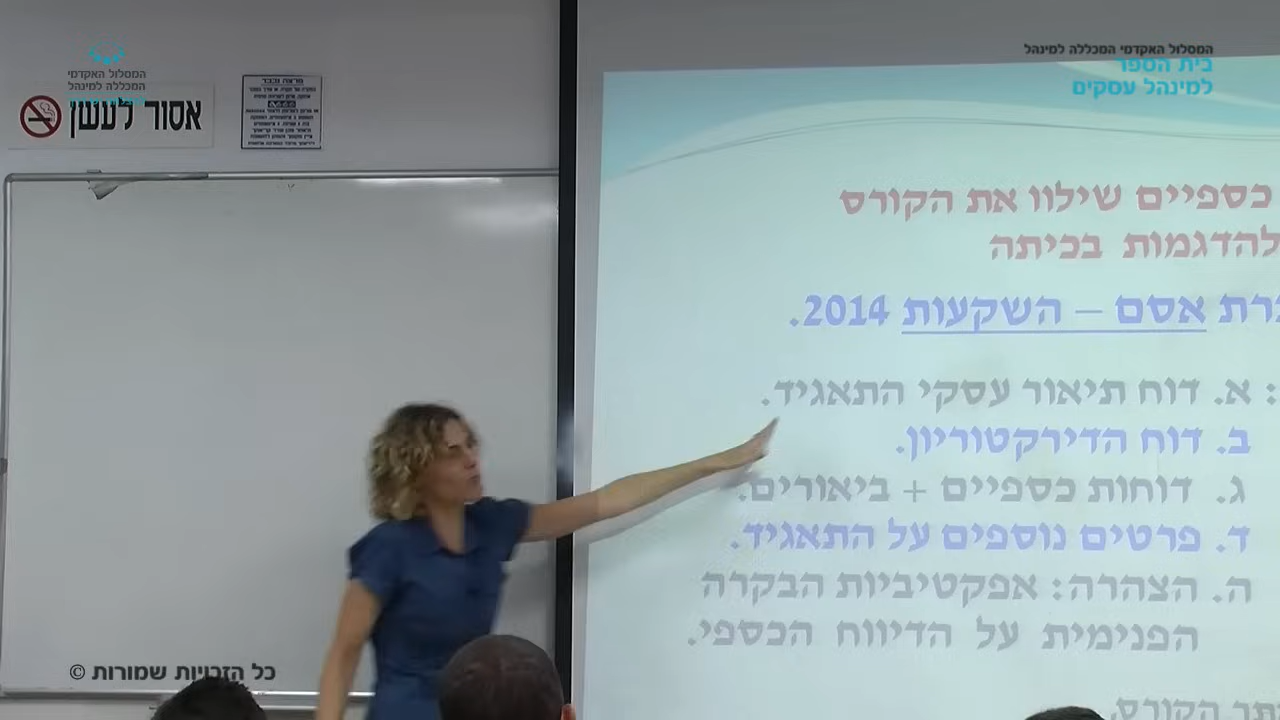 המסלול האקדמי המכללה למינהל
בית הספר
למינהל עסקים
המסלול האקדמי
המכללה למינהל
אסור לעשן
כספיים שילוו את הקורס
להדגמות בכיתה
אסם – השקעות 2014.
: א. דוח תיאור עסקי התאגיד.
ב. דוח הדירקטוריון.
ג. דוחות כספיים + ביאורים.
ד. פרטים נוספים על התאגיד.
ה. הצהרה: אפקטיביות הבקרה
הפנימית על הדיווח הכספי.
הקורס.
כל הזכויות שמורות ©